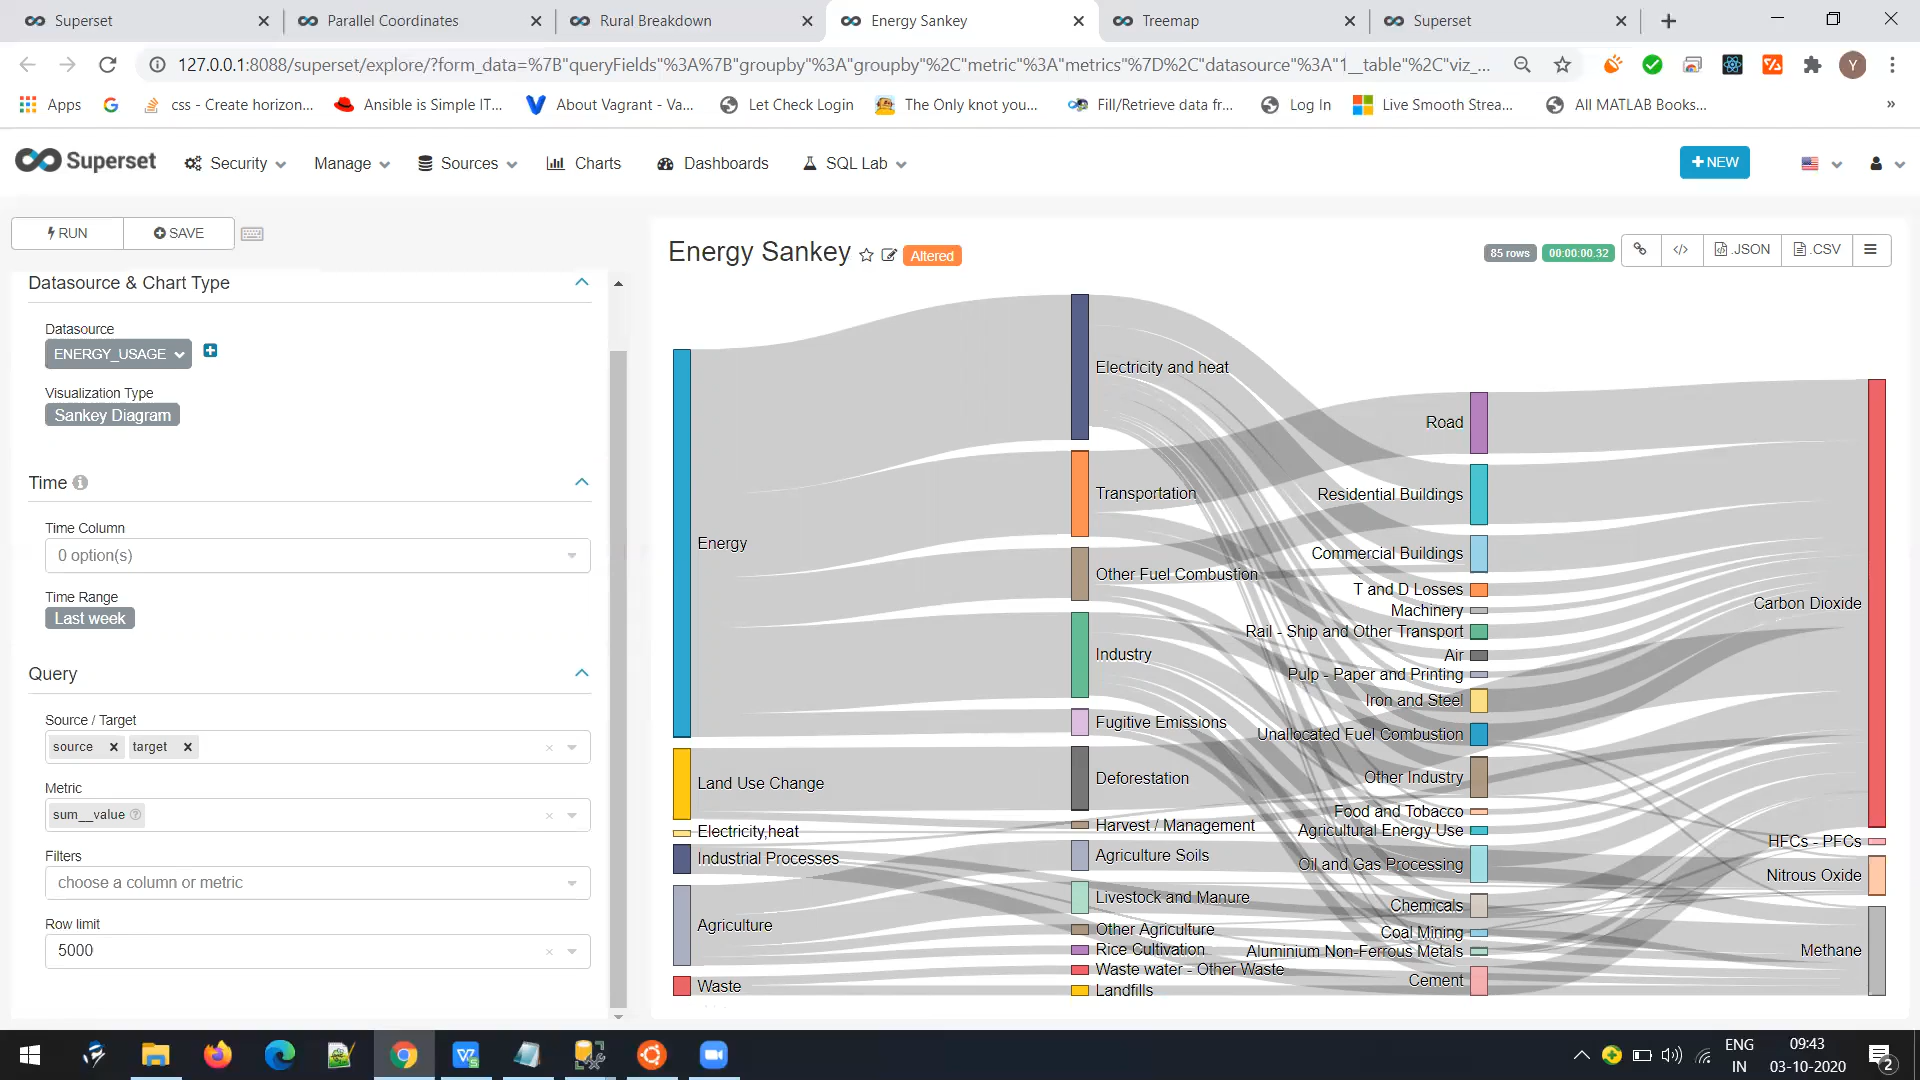 Superset
Parallel Coordinates
Rural Breakdown
Energy Sankey
Treemap
Superset
127.0.0.1:8088/superset/explore/?form_data=%7B"queryFields"%3A%7B"groupby"%3A"groupby"%2C"metric"%3A"metrics"%7D%2C"datasource"%3A"1__table"%2C"viz_...
Y
Apps
css - Create horizon...
Ansible is Simple IT...
About Vagrant - Va...
Let Check Login
The Only knot you...
Fill/Retrieve data fr...
Log In
Live Smooth Strea...
All MATLAB Books...
»
Superset
Security
Manage
Sources
Charts
Dashboards
SQL Lab
+ NEW
RUN
SAVE
Datasource & Chart Type
Datasource
ENERGY_USAGE
Visualization Type
Sankey Diagram
Time
Time Column
0 option(s)
Time Range
Last week
Query
Source / Target
source × target ×
Metric
sum__value
Filters
choose a column or metric
Row limit
5000
Energy Sankey
Altered
85 rows
00:00:00.32
.JSON
.CSV
Energy
Land Use Change
Electricity,heat
Industrial Processes
Agriculture
Waste
Electricity and heat
Transportation
Other Fuel Combustion
Industry
Fugitive Emissions
Deforestation
Harvest / Management
Agriculture Soils
Livestock and Manure
Other Agriculture
Rice Cultivation
Waste water - Other Waste
Landfills
Road
Residential Buildings
Commercial Buildings
T and D Losses
Machinery
Rail - Ship and Other Transport
Air
Pulp - Paper and Printing
Iron and Steel
Unallocated Fuel Combustion
Other Industry
Food and Tobacco
Agricultural Energy Use
Oil and Gas Processing
Chemicals
Coal Mining
Aluminium Non-Ferrous Metals
Cement
Carbon Dioxide
HFCs - PFCs
Nitrous Oxide
Methane
ENG
IN
09:43
03-10-2020
2